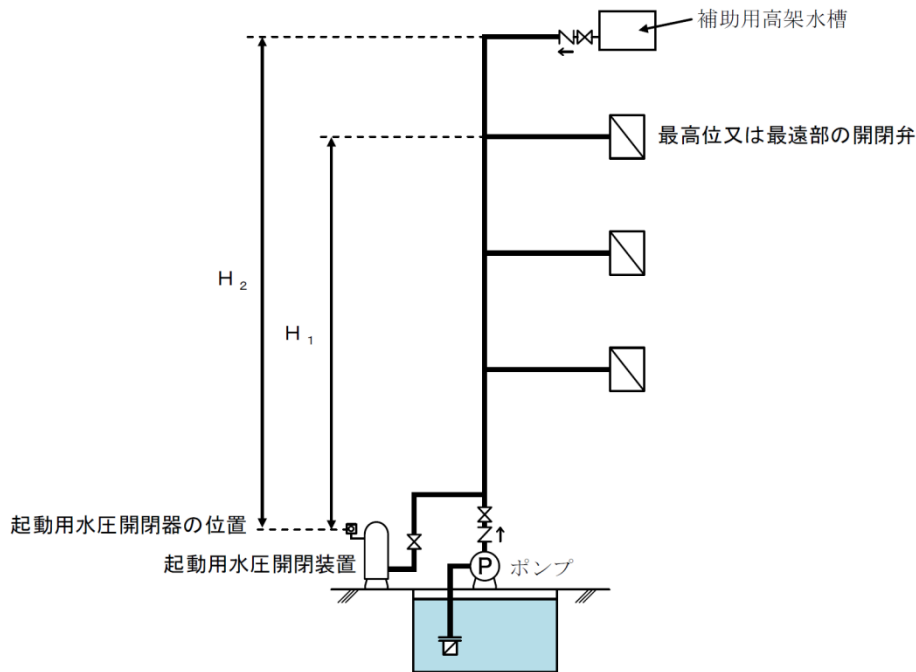 補助用高架水槽
最高位又は最遠部の開閉弁
H₂
H₁
起動用水圧開閉器の位置
起動用水圧開閉装置
P
ポンプ